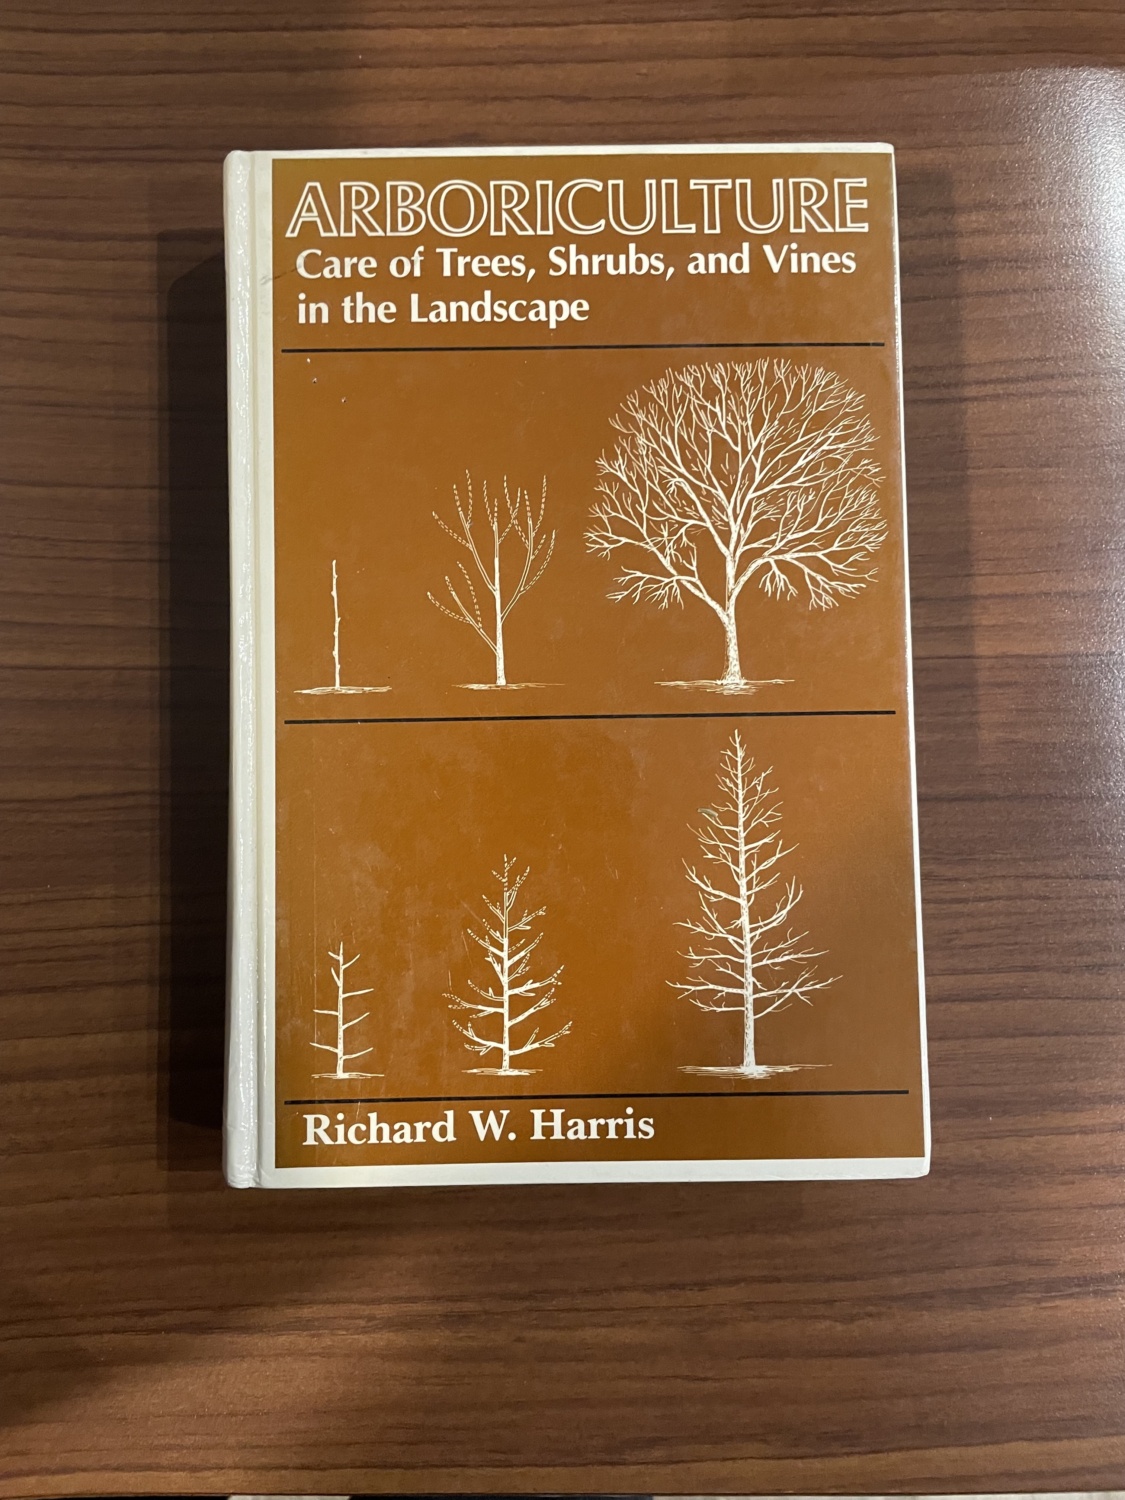 ARBORICULTURE
Care of Trees, Shrubs, and Vines
in the Landscape
Richard W. Harris